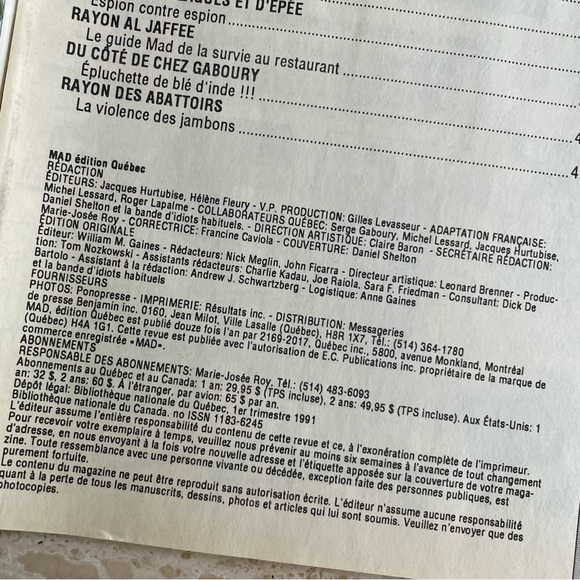 ET D'ÉPÉE
Espion contre espion
RAYON AL JAFFEE
Le guide Mad de la survie au restaurant
DU CÔTÉ DE CHEZ GABOURY
Épluchette de blé d'inde !!!
RAYON DES ABATTOIRS
La violence des jambons
4
4
MAD édition Québec
RÉDACTION
ÉDITEURS: Jacques Hurtubise, Hélène Fleury - V.P. PRODUCTION: Gilles Levasseur - ADAPTATION FRANÇAISE:
Michel Lessard, Roger Lapalme - COLLABORATEURS QUÉBEC: Serge Gaboury, Michel Lessard, Jacques Hurtubise,
Daniel Shelton et la bande d'idiots habituels. - DIRECTION ARTISTIQUE: Claire Baron - SECRÉTAIRE RÉDACTION:
Marie-Josée Roy - CORRECTRICE: Francine Caviola - COUVERTURE: Daniel Shelton
ÉDITION ORIGINALE
Éditeur: William M. Gaines - Rédacteurs: Nick Meglin, John Ficarra - Directeur artistique: Leonard Brenner - Produc-
tion: Tom Nozkowski - Assistants rédacteurs: Charlie Kadau, Joe Raiola, Sara F. Friedman - Consultant: Dick De
Bartolo - Assistant à la rédaction: Andrew J. Schwartzberg - Logistique: Anne Gaines
et la bande d'idiots habituels
FOURNISSEURS
PHOTOS: Ponopresse - IMPRIMERIE: Résultats inc. - DISTRIBUTION: Messageries
de presse Benjamin inc. 0160, Jean Milot, Ville Lasalle (Québec), H8R 1X7, Tél.: (514) 364-1780
MAD, édition Québec est publié douze fois l'an par 2169-2017, Québec inc., 5800, avenue Monkland, Montréal
(Québec) H4A 1G1. Cette revue est publiée avec l'autorisation de E.C. Publications inc. propriétaire de la marque de
commerce enregistrée «MAD».
ABONNEMENTS
RESPONSABLE DES ABONNEMENTS: Marie-Josée Roy, Tél.: (514) 483-6093
Abonnements au Québec et au Canada: 1 an: 29,95 $ (TPS incluse), 2 ans: 49,95 $ (TPS incluse). Aux États-Unis: 1
an: 32 $, 2 ans: 60 $. À l'étranger, par avion: 65 $ par an.
Dépôt légal: Bibliothèque nationale du Québec, 1er trimestre 1991
Bibliothèque nationale du Canada. no ISSN 1183-6245
L'éditeur assume l'entière responsabilité du contenu de cette revue et ce, à l'exonération complète de l'imprimeur.
Pour recevoir votre exemplaire à temps, veuillez nous prévenir au moins six semaines à l'avance de tout changement
d'adresse, en nous envoyant à la fois votre nouvelle adresse et l'étiquette apposée sur la couverture de votre maga-
zine. Toute ressemblance avec une personne vivante ou décédée, exception faite des personnes publiques, est
purement fortuite.
Le contenu du magazine ne peut être reproduit sans autorisation écrite. L'éditeur n'assume aucune responsabilité
quant à la perte de tous les manuscrits, dessins, photos et articles qui lui sont soumis. Veuillez n'envoyer que des
photocopies.